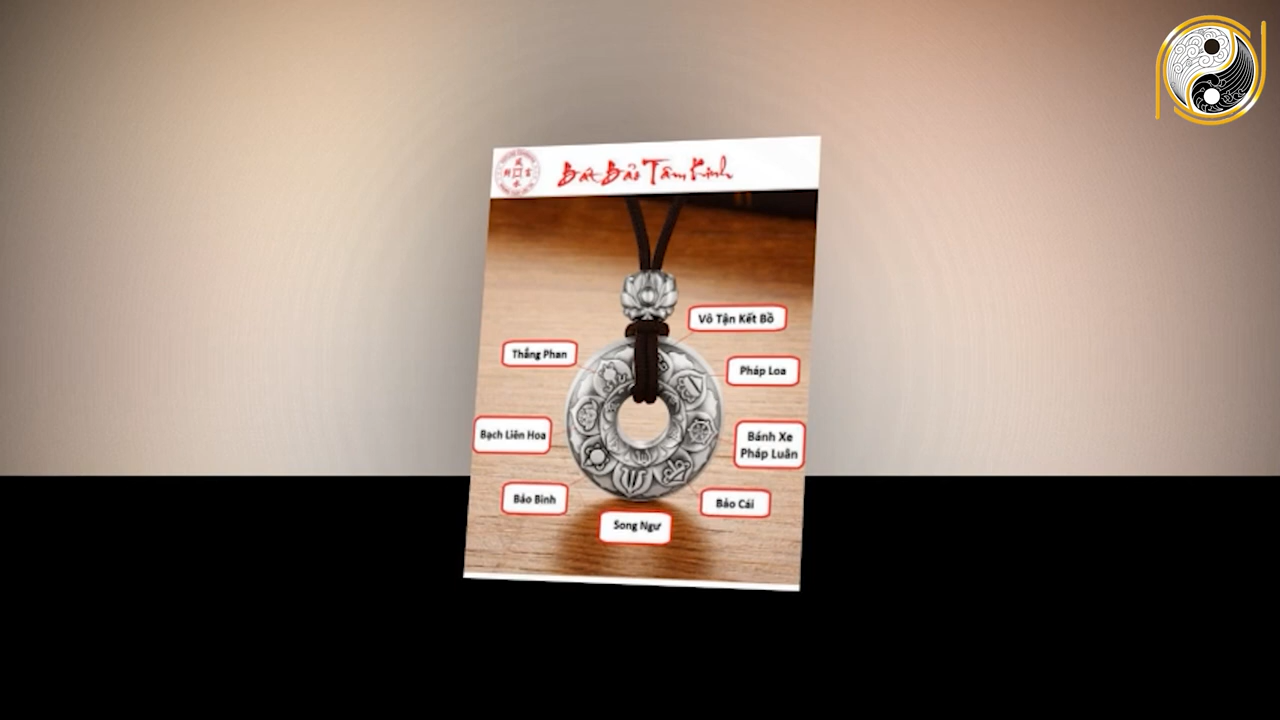 Bát Bảo Tâm Kinh
Vô Tận Kết Bồ
Thắng Phan
Pháp Loa
Bạch Liên Hoa
Bánh Xe
Pháp Luân
Bảo Bình
Bảo Cái
Song Ngư